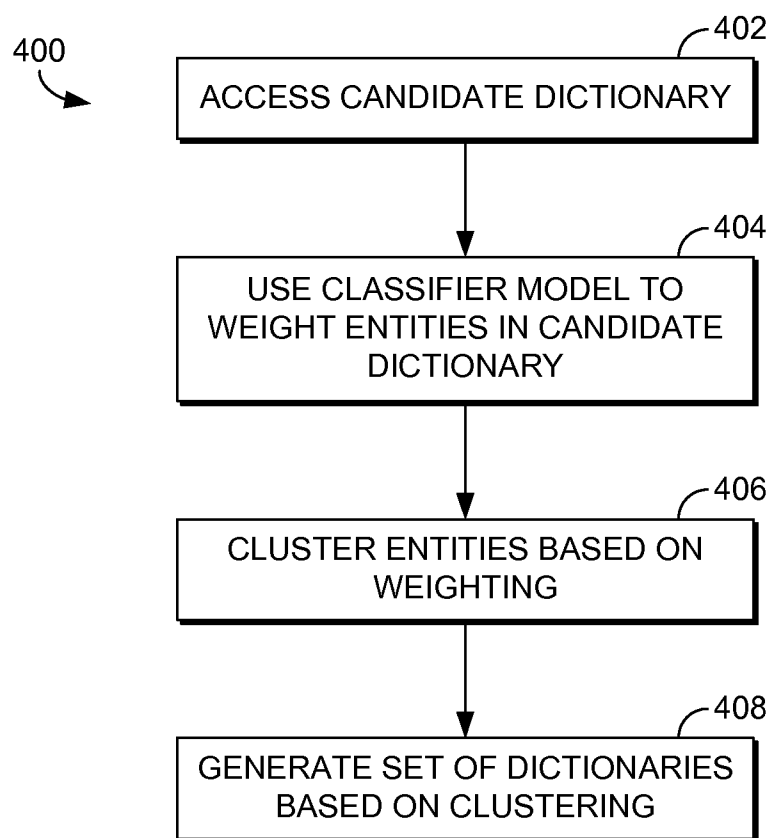 400
402
ACCESS CANDIDATE DICTIONARY
404
USE CLASSIFIER MODEL TO
WEIGHT ENTITIES IN CANDIDATE
DICTIONARY
406
CLUSTER ENTITIES BASED ON
WEIGHTING
408
GENERATE SET OF DICTIONARIES
BASED ON CLUSTERING